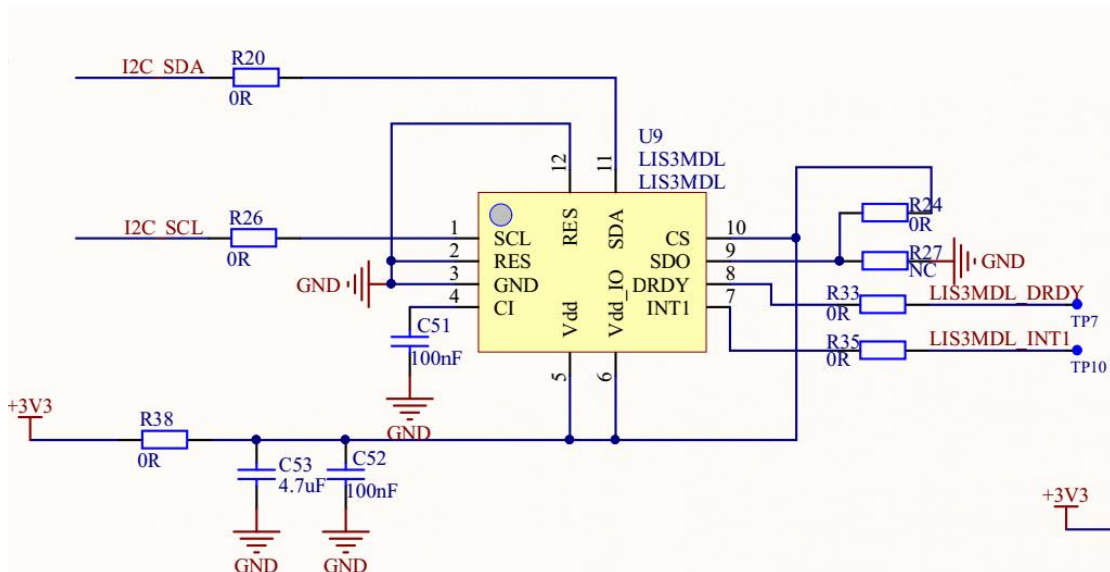 I2C_SDA
R20
0R
U9
LIS3MDL
LIS3MDL
12
11
RES
SDA
I2C_SCL
R26
0R
1
SCL
2
RES
3
GND
4
CI
GND
CS
10
SDO
9
DRDY
8
INT1
7
Vdd
Vdd_IO
5
6
R24
0R
R27
NC
GND
R33
0R
LIS3MDL_DRDY
TP7
R35
0R
LIS3MDL_INT1
TP10
C51
100nF
GND
+3V3
R38
0R
C53
4.7uF
GND
C52
100nF
GND
+3V3